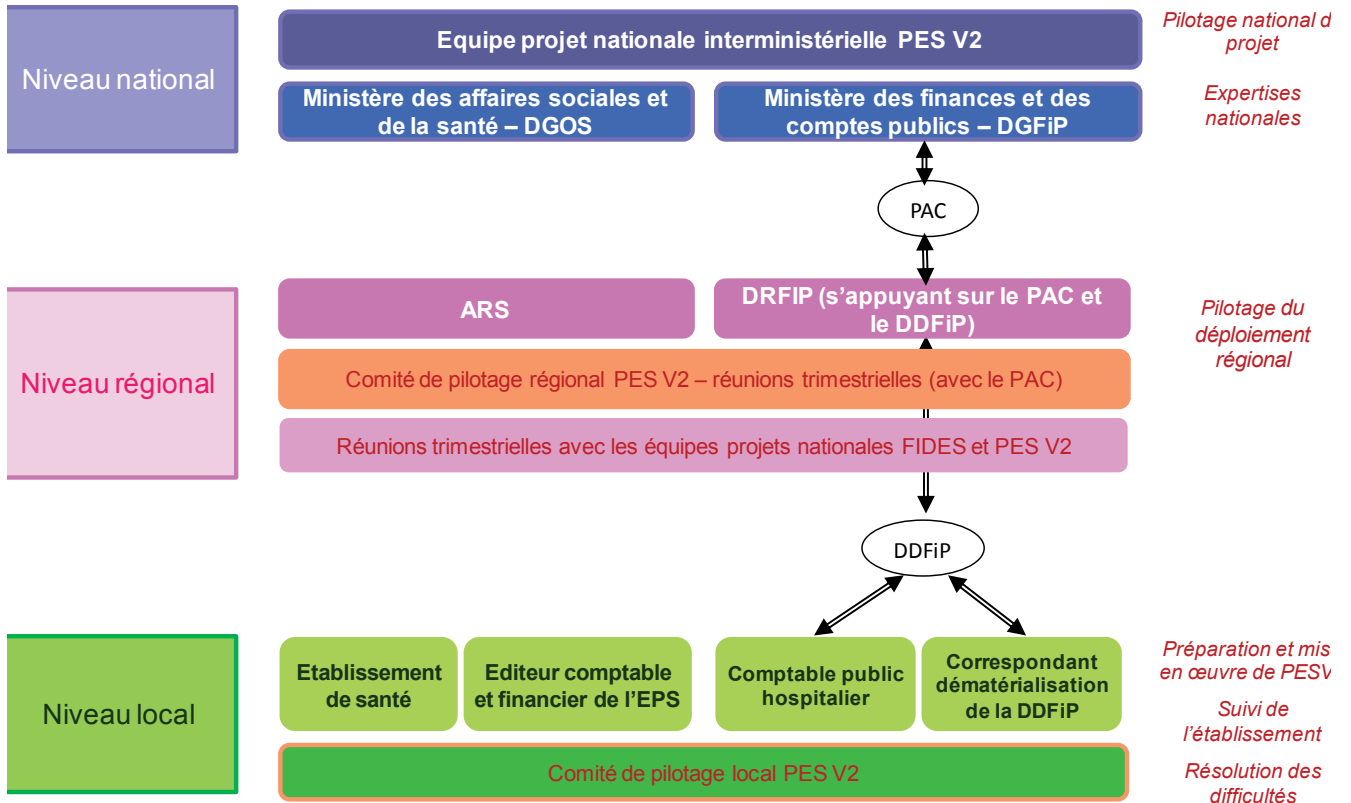 Niveau national
Equipe projet nationale interministérielle PES V2
Pilotage national d
projet
Ministère des affaires sociales et
de la santé – DGOS
Ministère des finances et des
comptes publics – DGFiP
Expertises
nationales
PAC
Niveau régional
ARS
DRFIP (s'appuyant sur le PAC et
le DDFiP)
Pilotage du
déploiement
régional
Comité de pilotage régional PES V2 – réunions trimestrielles (avec le PAC)
Réunions trimestrielles avec les équipes projets nationales FIDES et PES V2
DDFiP
Niveau local
Etablissement
de santé
Editeur comptable
et financier de l'EPS
Comptable public
hospitalier
Correspondant
dématérialisation
de la DDFiP
Préparation et mis
en œuvre de PESV
Suivi de
l'établissement
Résolution des
difficultés
Comité de pilotage local PES V2